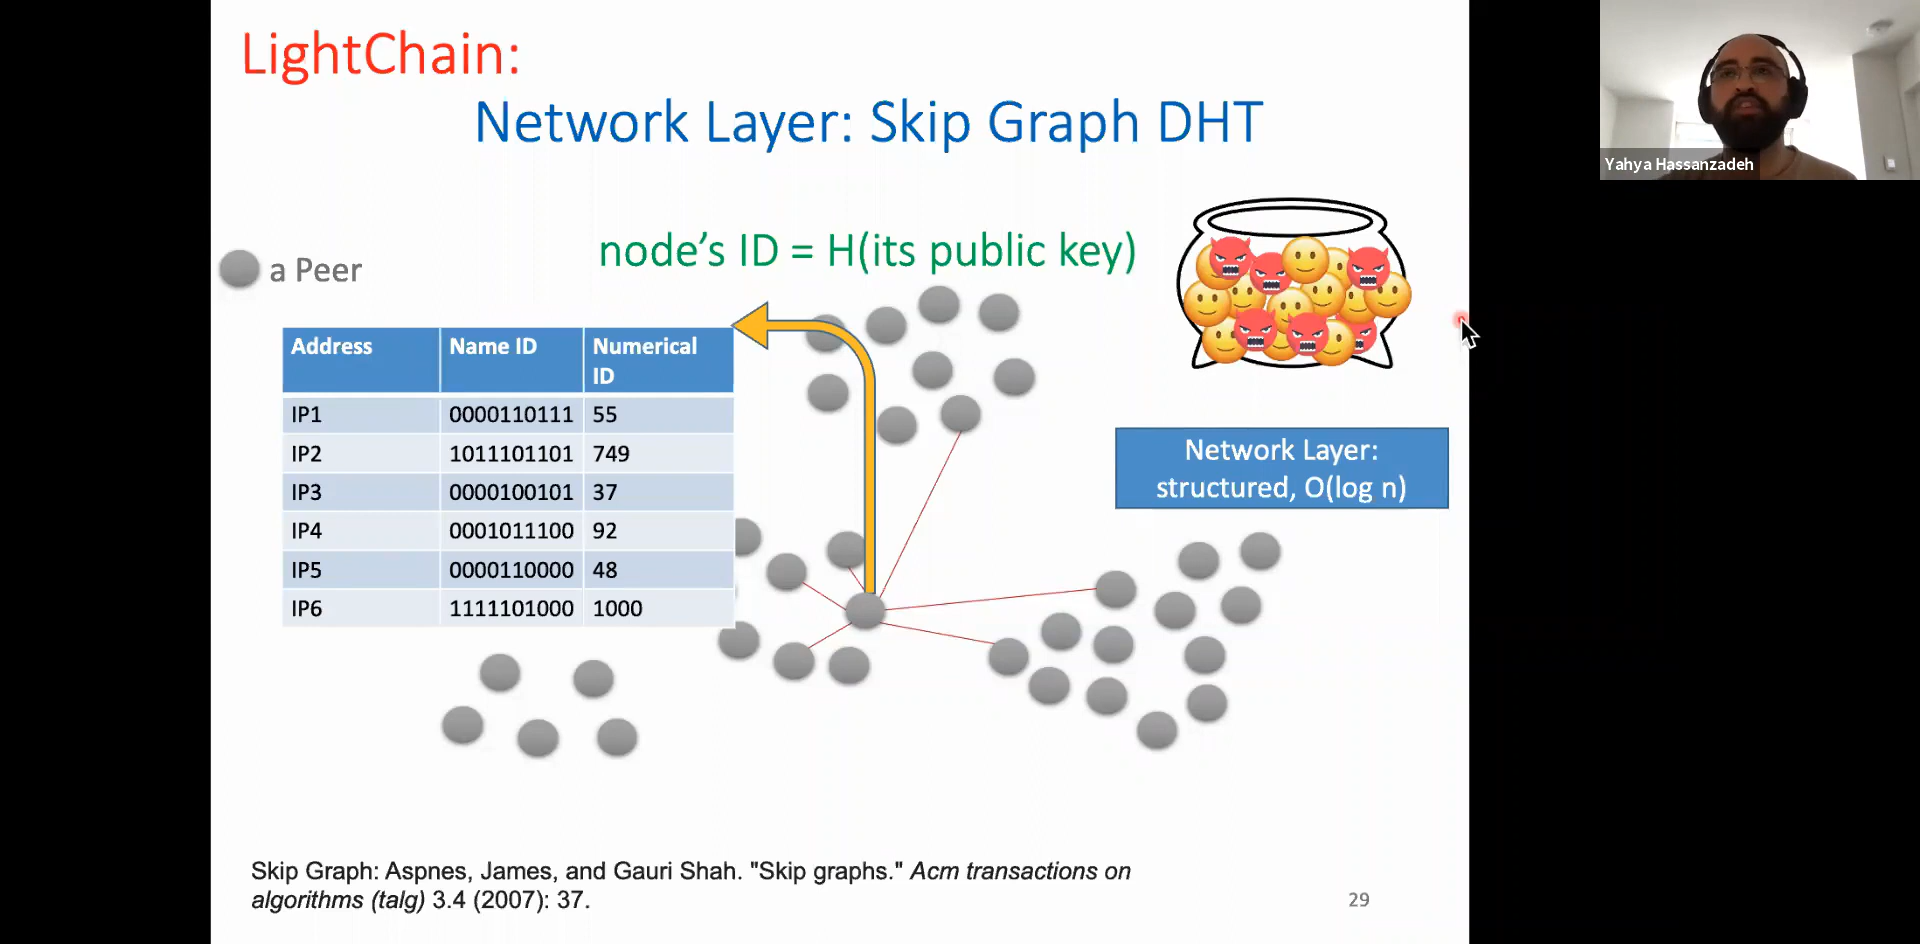 LightChain:
Network Layer: Skip Graph DHT
Yahya Hassanzadeh
node's ID = H(its public key)
a Peer
Address Name ID Numerical ID
IP1 0000110111 55
IP2 1011101101 749
IP3 0000100101 37
IP4 0001011100 92
IP5 0000110000 48
IP6 1111101000 1000
Network Layer:
structured, O(log n)
Skip Graph: Aspnes, James, and Gauri Shah. "Skip graphs." Acm transactions on
algorithms (talg) 3.4 (2007): 37.
29